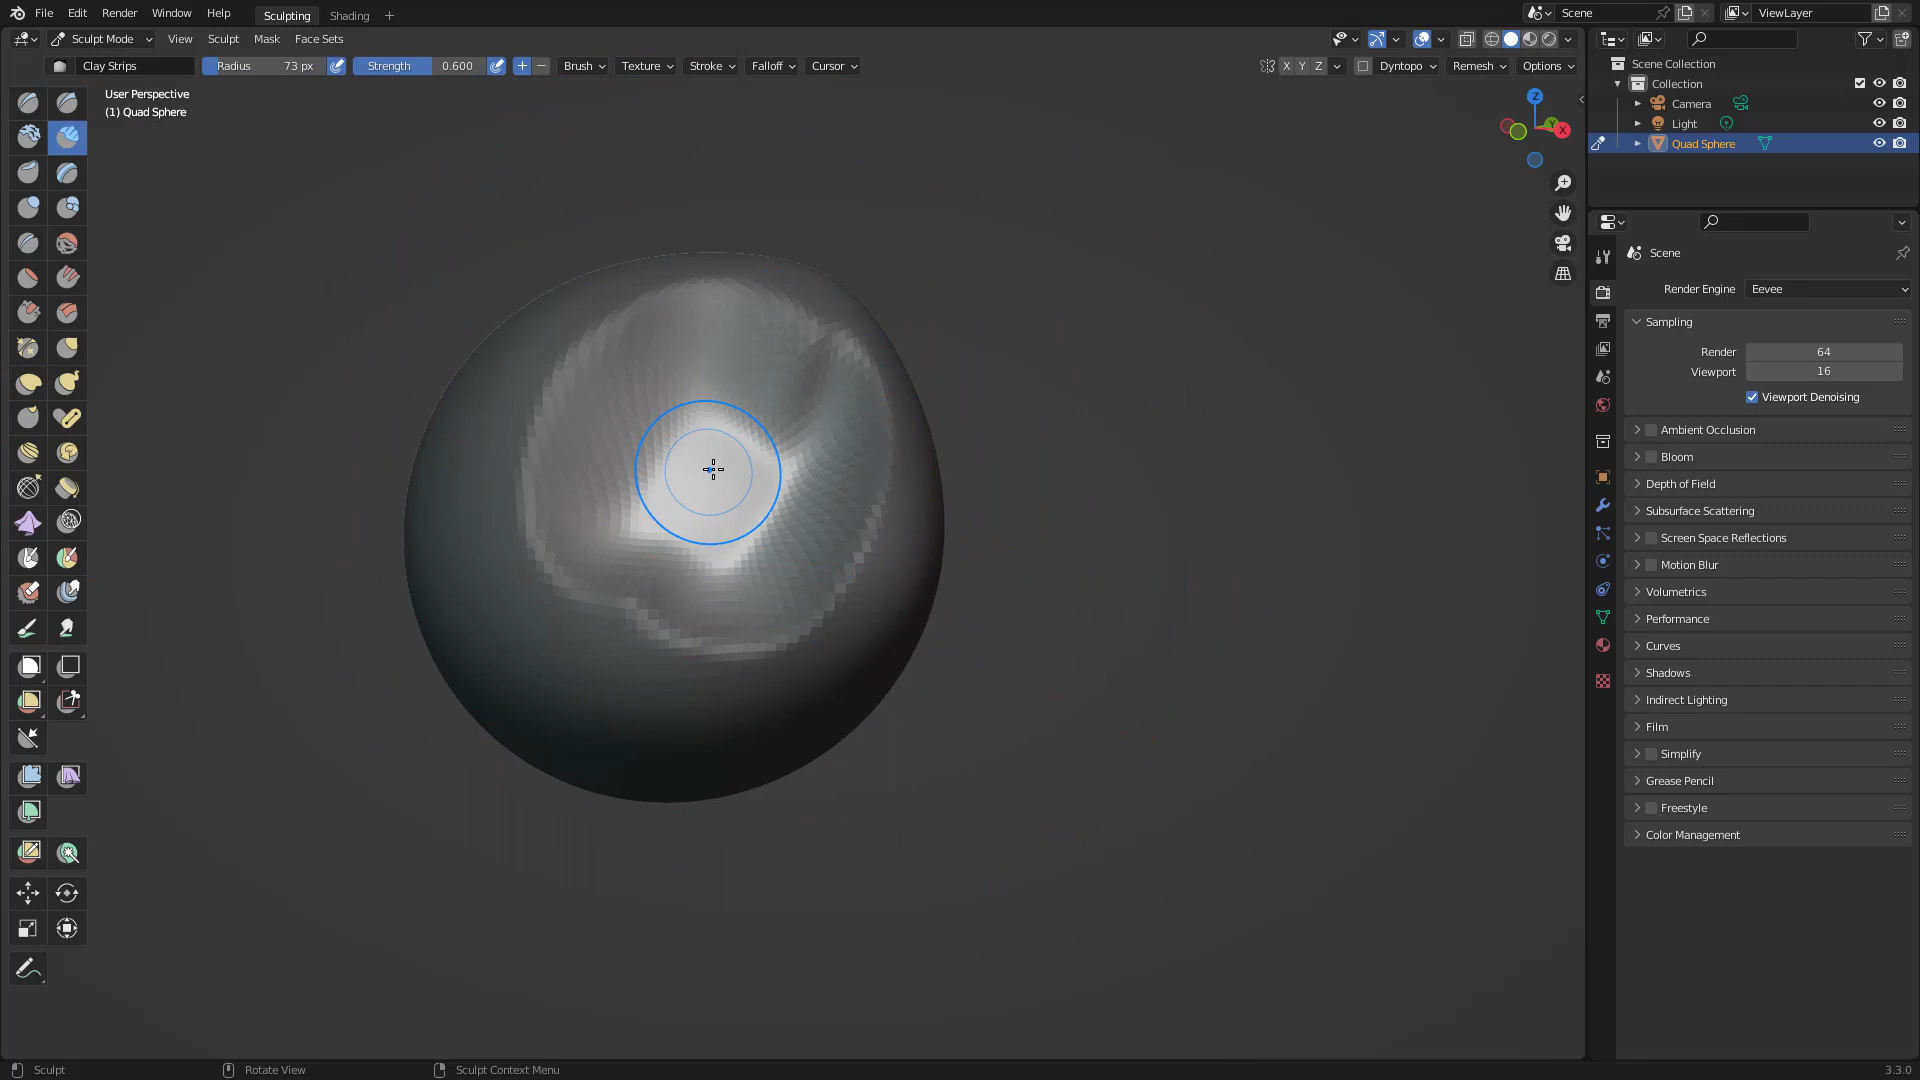 File Edit Render Window Help Sculpting Shading + Scene ViewLayer
Sculpt Mode View Sculpt Mask Face Sets
Clay Strips Radius 73 px Strength 0.600 + − Brush Texture Stroke Falloff Cursor X Y Z Dyntopo Remesh Options
User Perspective
(1) Quad Sphere
Z
Y
X
Scene Collection
Collection
Camera
Light
Quad Sphere
Scene
Render Engine Eevee
Sampling
Render 64
Viewport 16
Viewport Denoising
Ambient Occlusion
Bloom
Depth of Field
Subsurface Scattering
Screen Space Reflections
Motion Blur
Volumetrics
Performance
Curves
Shadows
Indirect Lighting
Film
Simplify
Grease Pencil
Freestyle
Color Management
Sculpt Rotate View Sculpt Context Menu 3.3.0